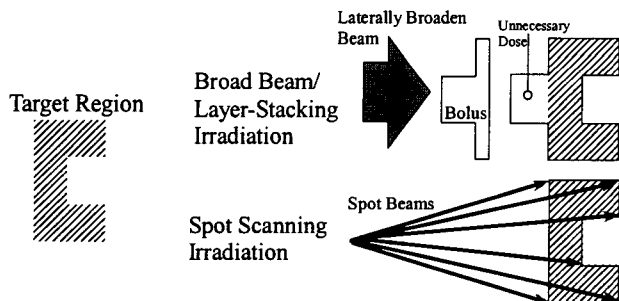 Laterally Broaden
Beam
Unnecessary
Dose
Broad Beam/
Layer-Stacking
Irradiation
Bolus
Target Region
Spot Beams
Spot Scanning
Irradiation